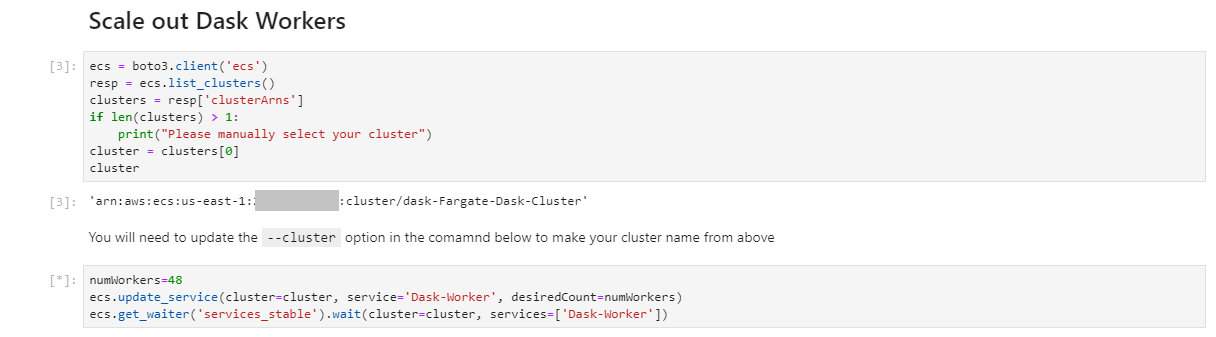 Scale out Dask Workers
[3]: ecs = boto3.client('ecs')
resp = ecs.list_clusters()
clusters = resp['clusterArns']
if len(clusters) > 1:
    print("Please manually select your cluster")
cluster = clusters[0]
cluster
[3]: 'arn:aws:ecs:us-east-1: :cluster/dask-Fargate-Dask-Cluster'
You will need to update the --cluster option in the comamnd below to make your cluster name from above
[*]: numWorkers=48
ecs.update_service(cluster=cluster, service='Dask-Worker', desiredCount=numWorkers)
ecs.get_waiter('services_stable').wait(cluster=cluster, services=['Dask-Worker'])